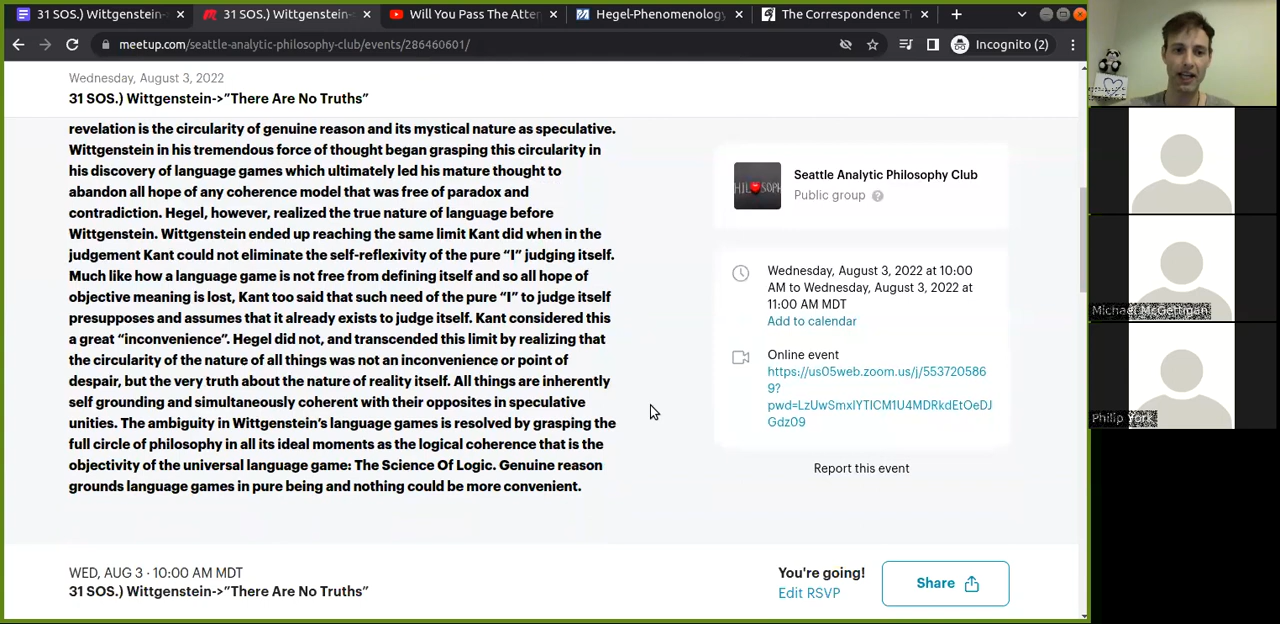 31 SOS.) Wittgenstein-
31 SOS.) Wittgenstein-
Will You Pass The Atte
Hegel-Phenomenology
The Correspondence T
meetup.com/seattle-analytic-philosophy-club/events/286460601/
Incognito (2)
Wednesday, August 3, 2022
31 SOS.) Wittgenstein->”There Are No Truths”
revelation is the circularity of genuine reason and its mystical nature as speculative.
Wittgenstein in his tremendous force of thought began grasping this circularity in
his discovery of language games which ultimately led his mature thought to
abandon all hope of any coherence model that was free of paradox and
contradiction. Hegel, however, realized the true nature of language before
Wittgenstein. Wittgenstein ended up reaching the same limit Kant did when in the
judgement Kant could not eliminate the self-reflexivity of the pure “I” judging itself.
Much like how a language game is not free from defining itself and so all hope of
objective meaning is lost, Kant too said that such need of the pure “I” to judge itself
presupposes and assumes that it already exists to judge itself. Kant considered this
a great “inconvenience”. Hegel did not, and transcended this limit by realizing that
the circularity of the nature of all things was not an inconvenience or point of
despair, but the very truth about the nature of reality itself. All things are inherently
self grounding and simultaneously coherent with their opposites in speculative
unities. The ambiguity in Wittgenstein’s language games is resolved by grasping the
full circle of philosophy in all its ideal moments as the logical coherence that is the
objectivity of the universal language game: The Science Of Logic. Genuine reason
grounds language games in pure being and nothing could be more convenient.
Seattle Analytic Philosophy Club
Public group
Wednesday, August 3, 2022 at 10:00
AM to Wednesday, August 3, 2022 at
11:00 AM MDT
Add to calendar
Online event
https://us05web.zoom.us/j/553720586
9?
pwd=LzUwSmxIYTlCM1U4MDRkdEtOeDJ
Gdz09
Report this event
WED, AUG 3 · 10:00 AM MDT
31 SOS.) Wittgenstein->”There Are No Truths”
You're going!
Edit RSVP
Share
Michael McGettigan
Philip York